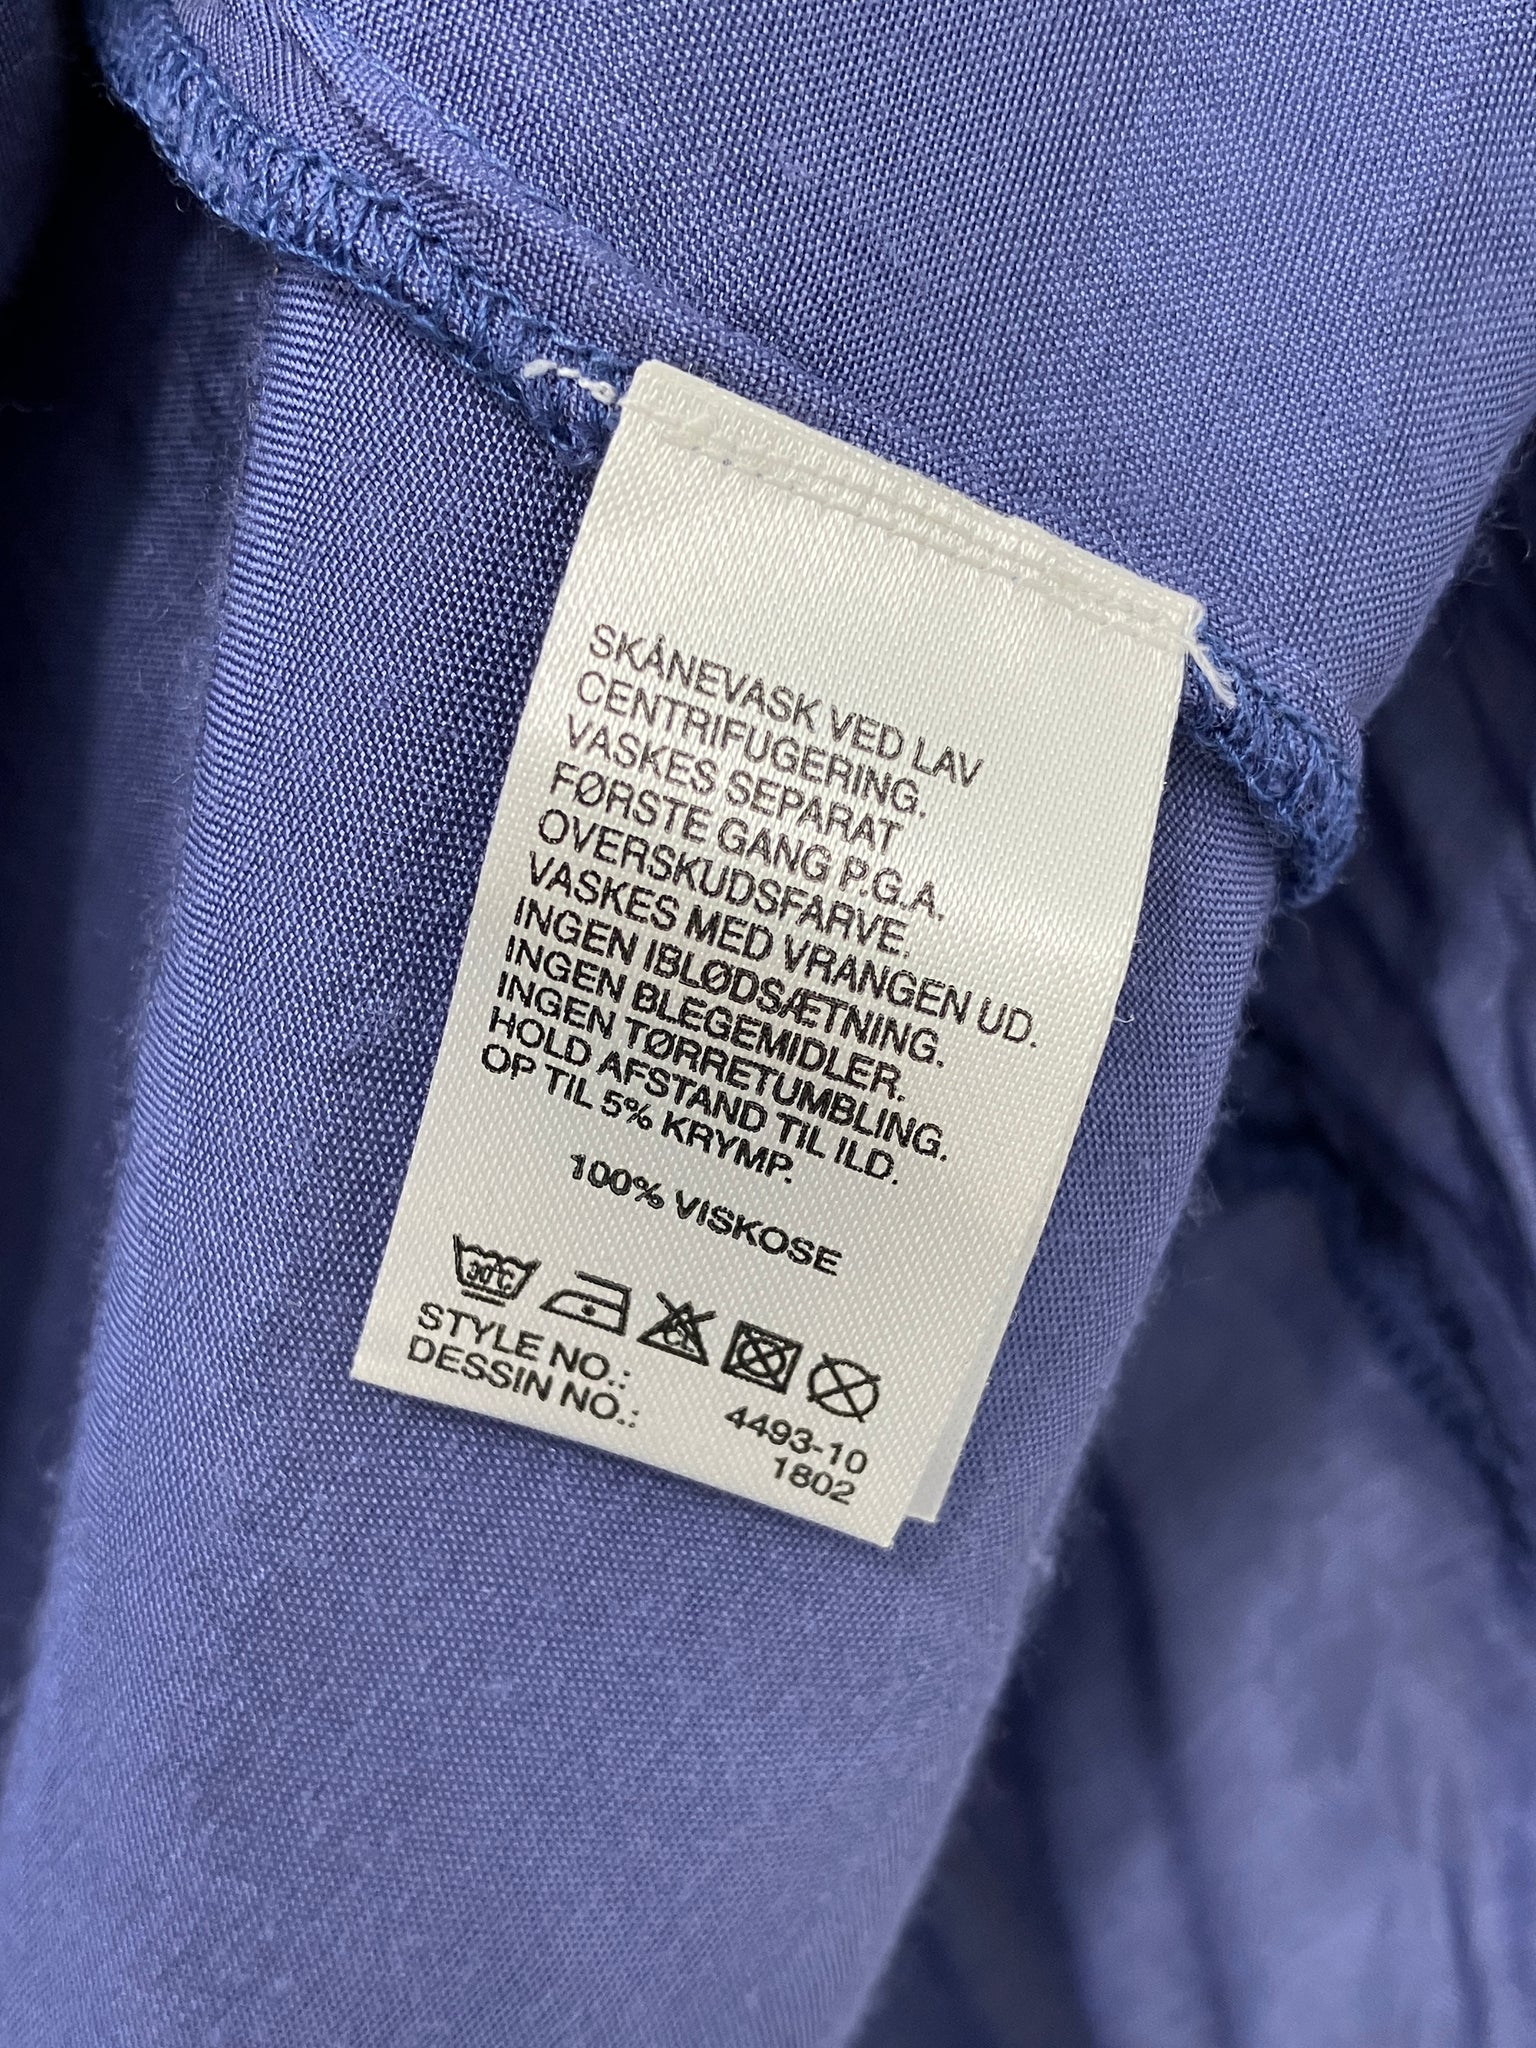 SKÅNEVASK VED LAV
CENTRIFUGERING.
VASKES SEPARAT
FØRSTE GANG P.G.A.
OVERSKUDSFARVE.
VASKES MED VRANGEN UD.
INGEN IBLØDSÆTNING.
INGEN BLEGEMIDLER.
INGEN TØRRETUMBLING.
HOLD AFSTAND TIL ILD.
OP TIL 5% KRYMP.
100% VISKOSE
30°C CL
STYLE NO.: 4493-10
DESSIN NO.: 1802